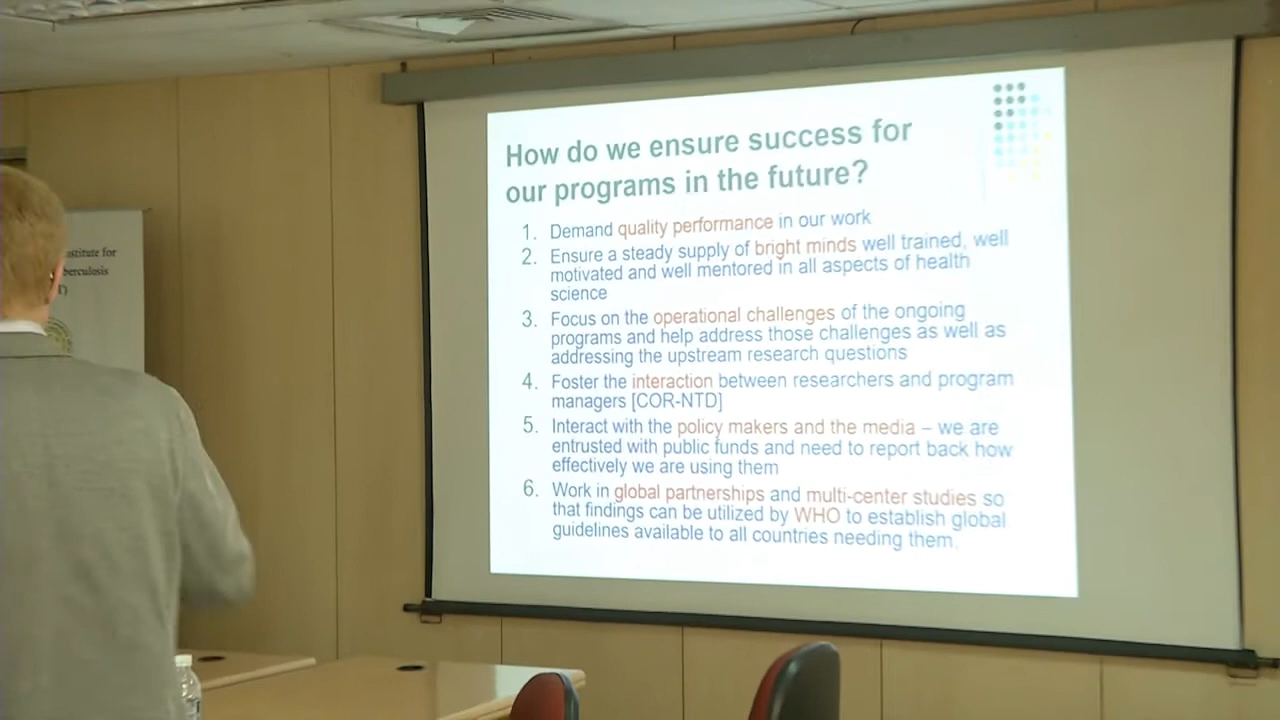 How do we ensure success for
our programs in the future?
1. Demand quality performance in our work
2. Ensure a steady supply of bright minds well trained, well
motivated and well mentored in all aspects of health
science
3. Focus on the operational challenges of the ongoing
programs and help address those challenges as well as
addressing the upstream research questions
4. Foster the interaction between researchers and program
managers [COR-NTD]
5. Interact with the policy makers and the media – we are
entrusted with public funds and need to report back how
effectively we are using them
6. Work in global partnerships and multi-center studies so
that findings can be utilized by WHO to establish global
guidelines available to all countries needing them.
for